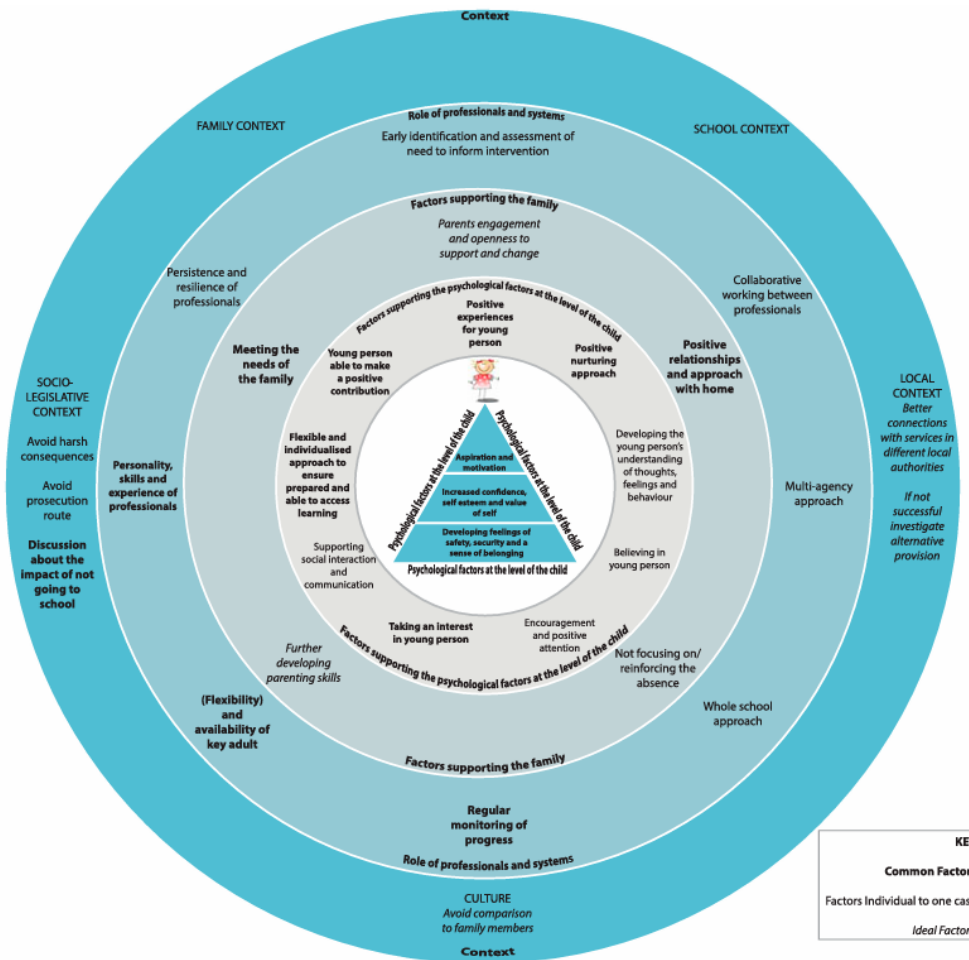 Context
FAMILY CONTEXT
SCHOOL CONTEXT
Role of professionals and systems
Early identification and assessment of
need to inform intervention
Factors supporting the family
Parents engagement
and openness to
support and change
Persistence and
resilience of
professionals
Collaborative
working between
professionals
Factors supporting the psychological factors at the level of the child
Positive
experiences
for young
person
Young person
able to make
a positive
contribution
Positive
nurturing
approach
Meeting the
needs of
the family
Positive
relationships
and approach
with home
SOCIO-
LEGISLATIVE
CONTEXT
Avoid harsh
consequences
Avoid
prosecution
route
Discussion
about the
impact of not
going to
school
LOCAL
CONTEXT
Better
connections
with services in
different local
authorities
If not
successful
investigate
alternative
provision
Personality,
skills and
experience of
professionals
Multi-agency
approach
Flexible and
individualised
approach to
ensure
prepared and
able to access
learning
Developing the
young person's
understanding
of thoughts,
feelings and
behaviour
Psychological factors at the level of the child
Psychological factors at the level of the child
Aspiration and
motivation
Increased confidence,
self esteem and value
of self
Developing feelings of
safety, security and a
sense of belonging
Psychological factors at the level of the child
Supporting
social interaction
and
communication
Believing in
young person
Taking an interest
in young person
Encouragement
and positive
attention
Factors supporting the psychological factors at the level of the child
Further
developing
parenting skills
Not focusing on/
reinforcing the
absence
(Flexibility)
and
availability of
key adult
Whole school
approach
Factors supporting the family
Regular
monitoring of
progress
Role of professionals and systems
CULTURE
Avoid comparison
to family members
Context
KE
Common Factor
Factors Individual to one cas
Ideal Factor